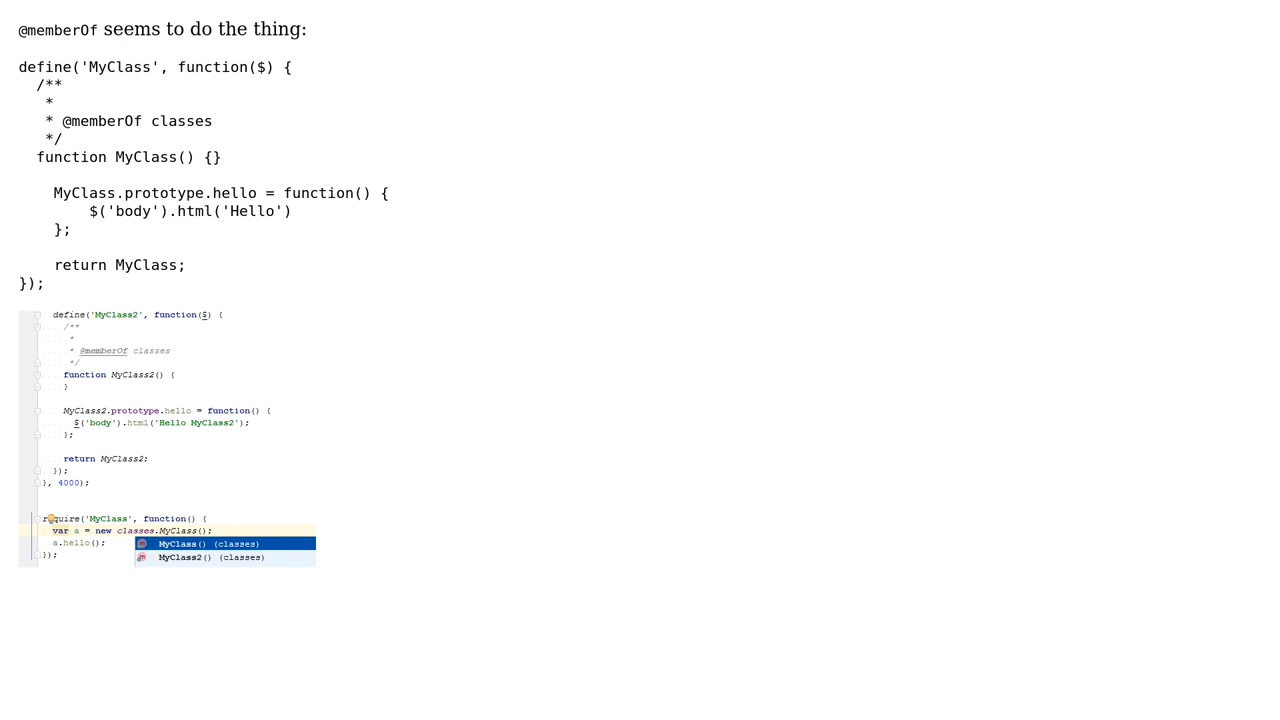 @memberOf seems to do the thing:
define('MyClass', function($) {
  /**
   *
   * @memberOf classes
   */
  function MyClass() {}
    MyClass.prototype.hello = function() {
        $('body').html('Hello')
    };
    return MyClass;
});
define('MyClass2', function($) {
  /**
   *
   * @memberOf classes
   */
  function MyClass2() {
  }
  MyClass2.prototype.hello = function() {
    $('body').html('Hello MyClass2');
  };
  return MyClass2;
});
}, 4000);
require('MyClass', function() {
  var a = new classes.MyClass();
  a.hello();
MyClass() (classes)
});
MyClass2() (classes)